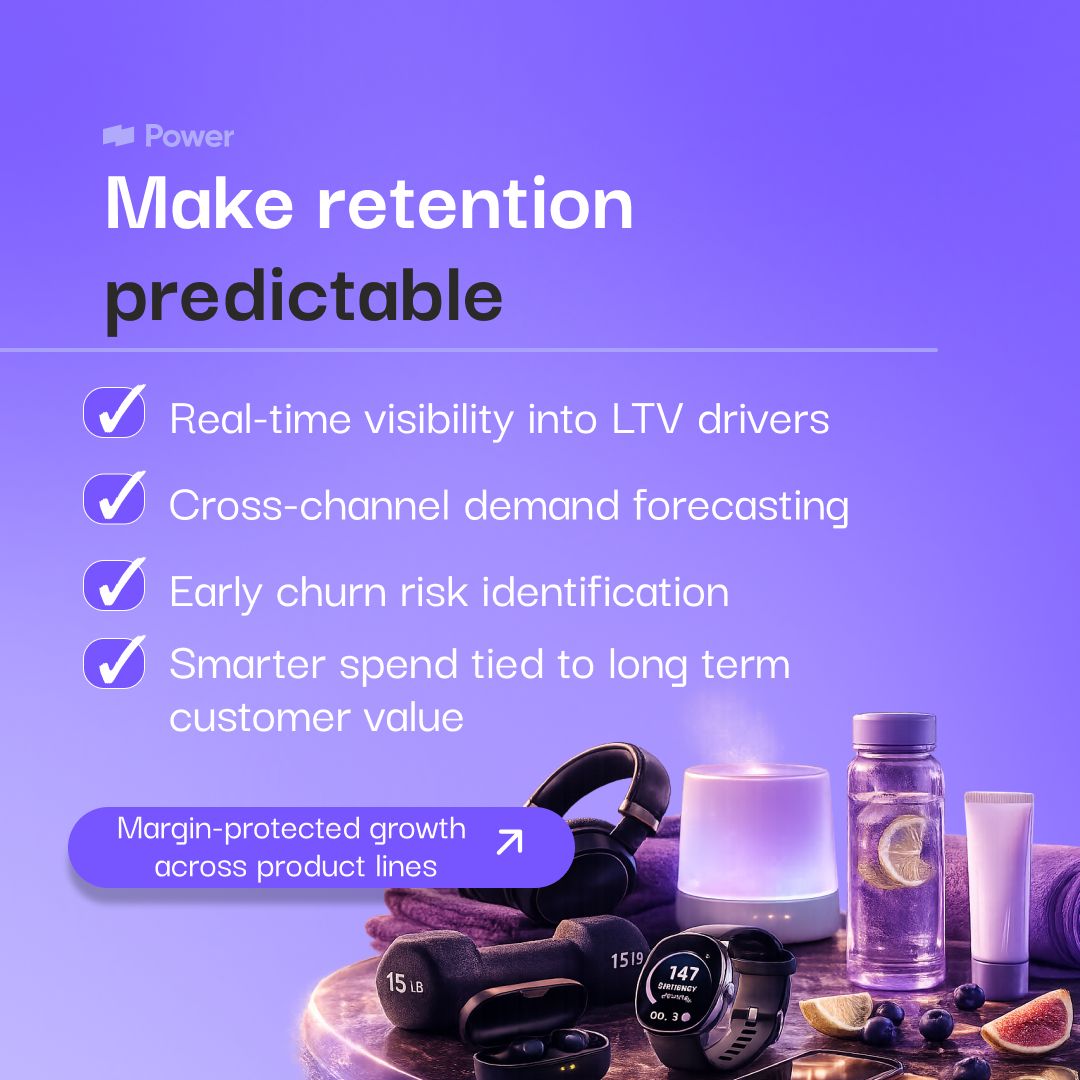 Power
Make retention
predictable
Real-time visibility into LTV drivers
Cross-channel demand forecasting
Early churn risk identification
Smarter spend tied to long term
customer value
Margin-protected growth
across product lines
15 LB
1519
147
00. 3